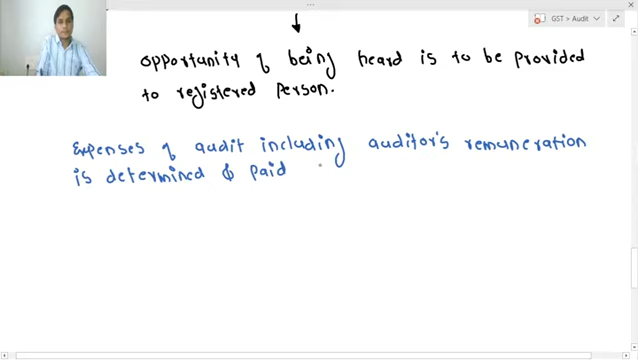 GST > Audit
opportunity of being heard is to be provided
to registered person.
Expenses of audit including auditor's remuneration
is determined & paid